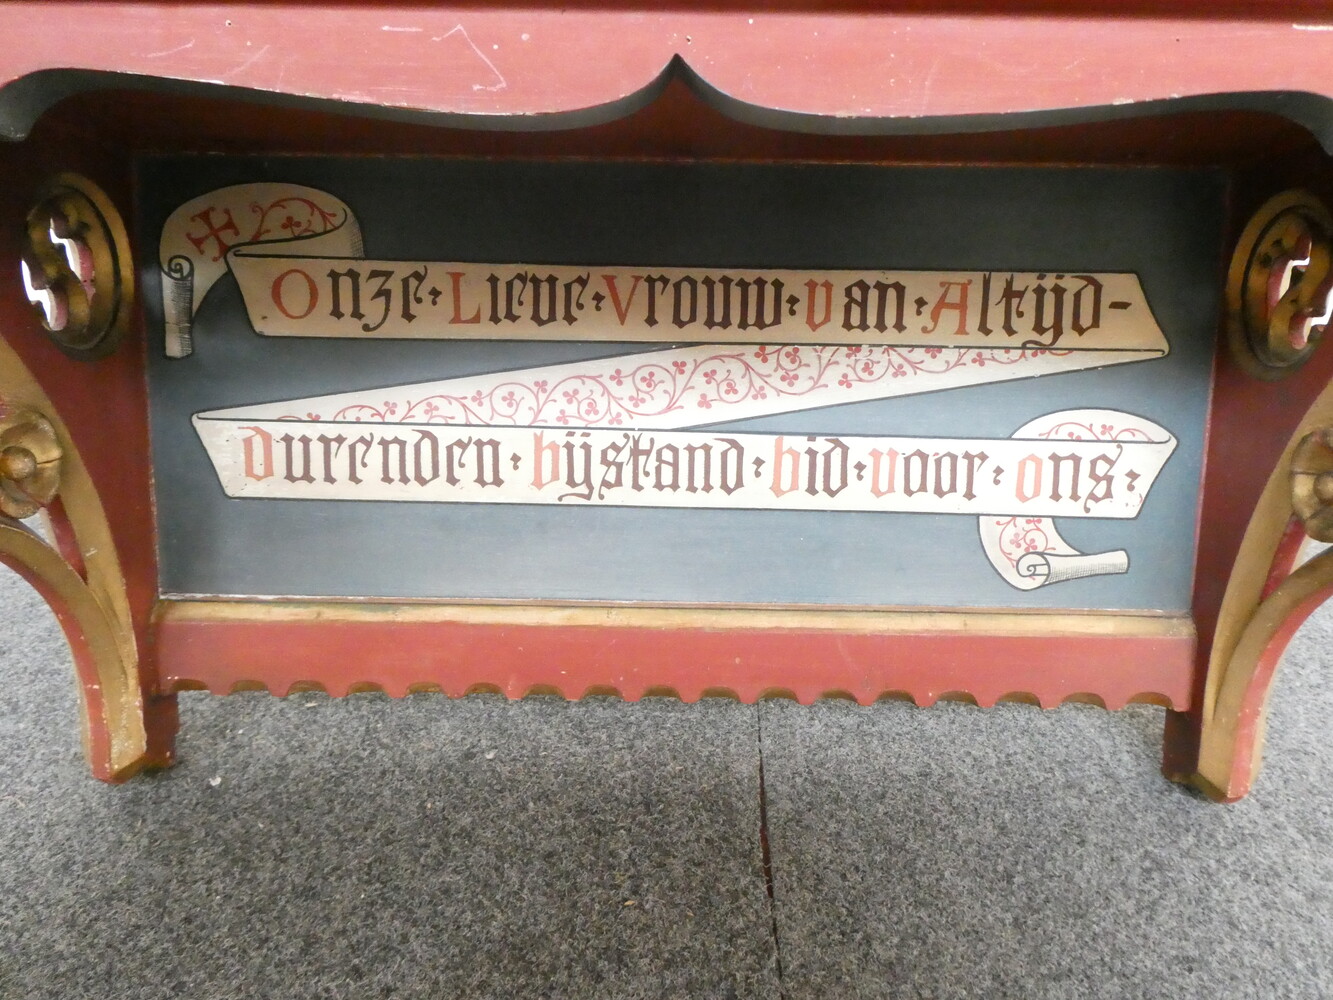 Onze · Lieve · Vrouw · van · Altijd-
durenden · bijstand · bid · voor · ons ·